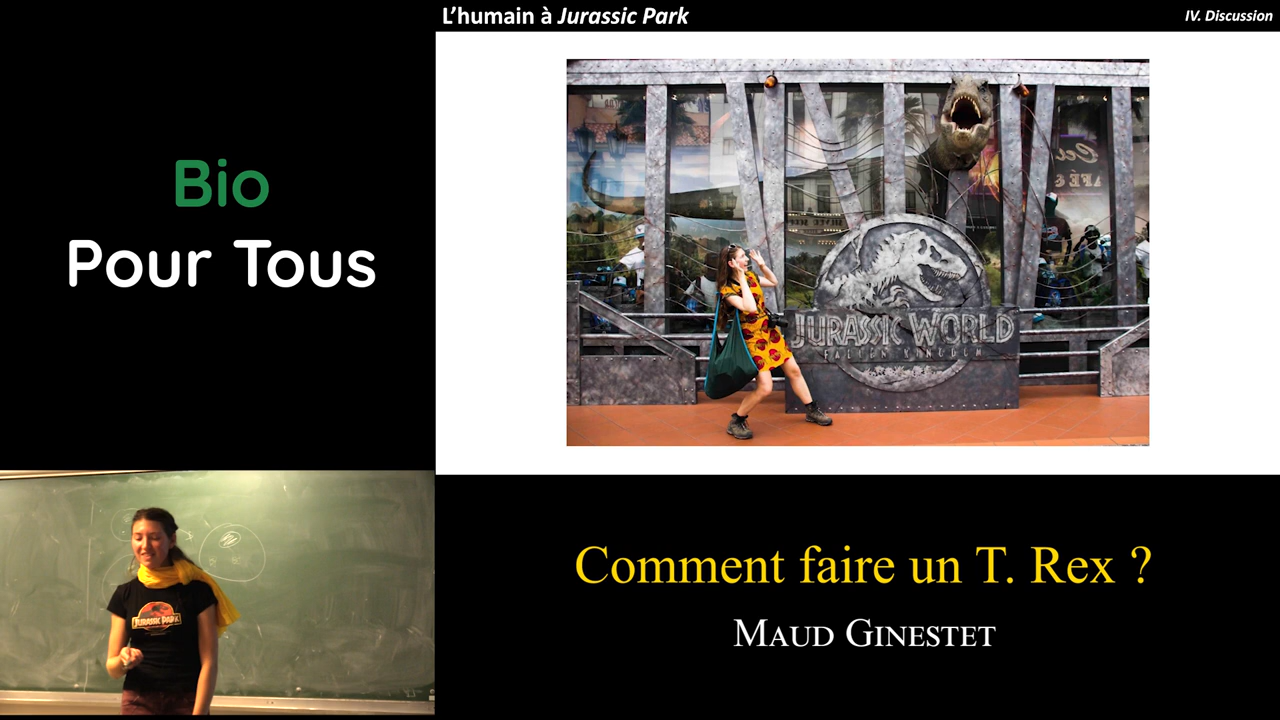 L’humain à Jurassic Park
IV. Discussion
Bio
Pour Tous
JURASSIC WORLD
FALLEN KINGDOM
JURASSIC PARK
Comment faire un T. Rex ?
MAUD GINESTET